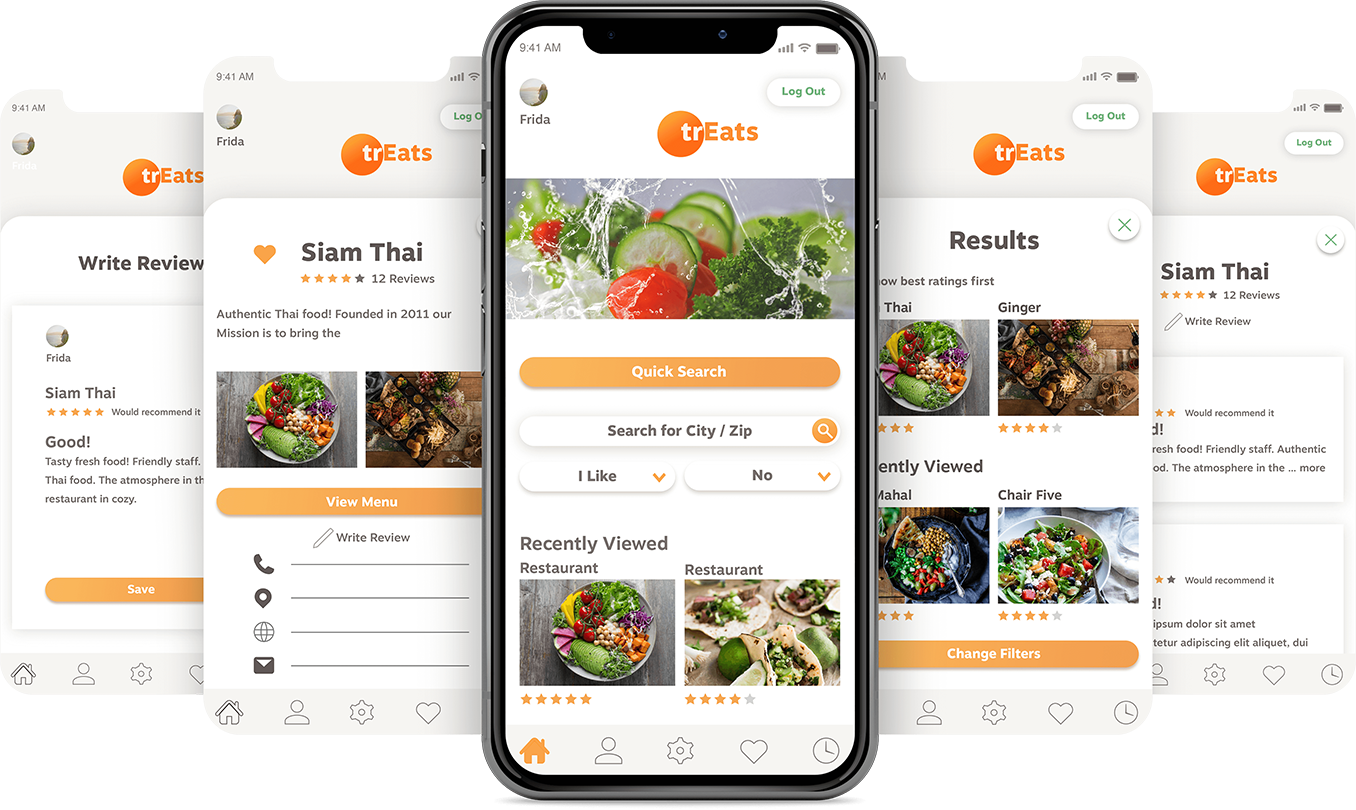 9:41 AM
Frida
trEats
Write Review
Frida
Siam Thai
Would recommend it
Good!
Tasty fresh food! Friendly staff.
Thai food. The atmosphere in th
restaurant in cozy.
Save
9:41 AM
Frida
Log O
trEats
Siam Thai
12 Reviews
Authentic Thai food! Founded in 2011 our
Mission is to bring the
View Menu
Write Review
9:41 AM
Frida
Log Out
trEats
Quick Search
Search for City / Zip
I Like
No
Recently Viewed
Restaurant
Restaurant
M
Log Out
trEats
Results
ow best ratings first
Thai
Ginger
ently Viewed
Mahal
Chair Five
Change Filters
Log Out
trEats
Siam Thai
12 Reviews
Write Review
Would recommend it
d!
resh food! Friendly staff. Authentic
od. The atmosphere in the ... more
Would recommend it
d!
ipsum dolor sit amet
tetur adipiscing elit aliquet, dui